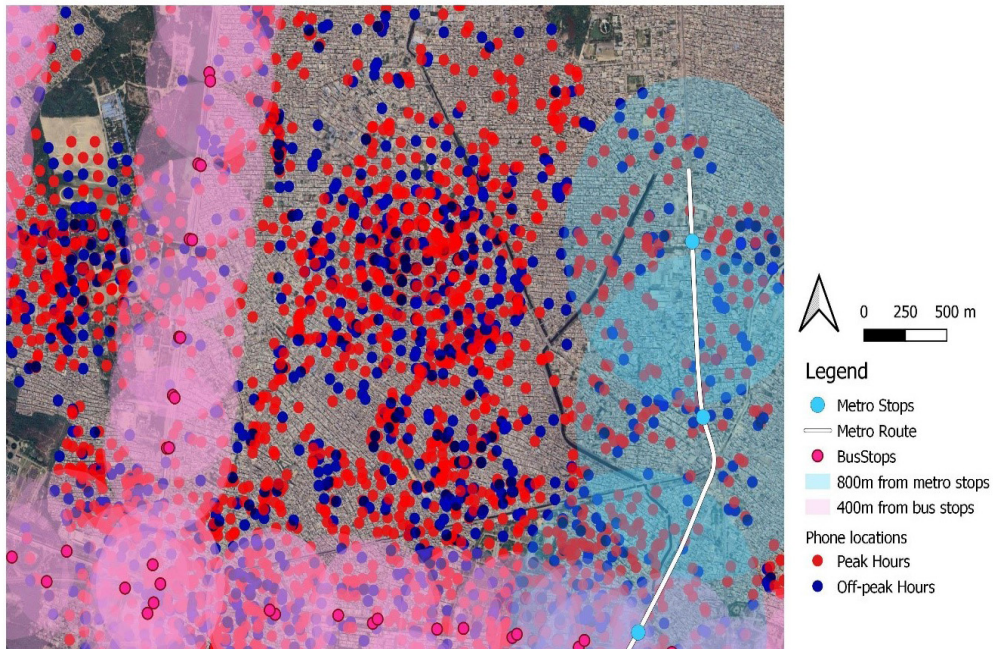 0 250 500 m
Legend
Metro Stops
Metro Route
BusStops
800m from metro stops
400m from bus stops
Phone locations
Peak Hours
Off-peak Hours